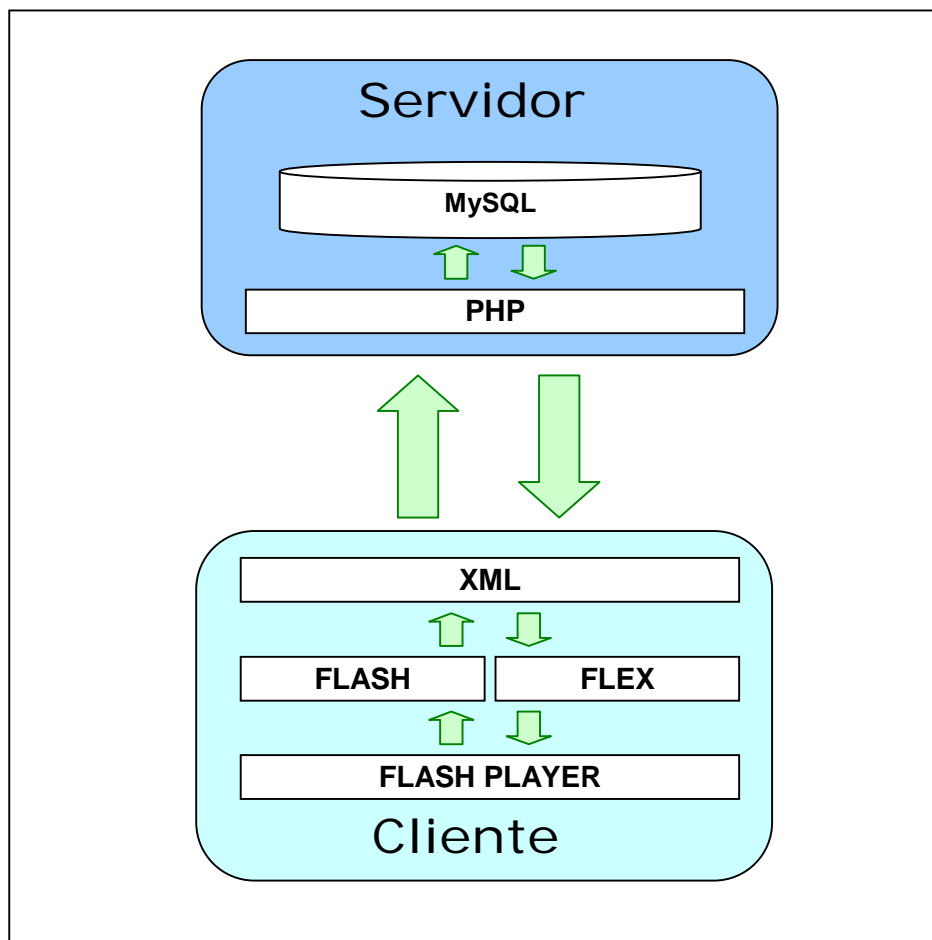 Servidor
MySQL
PHP
XML
FLASH FLEX
FLASH PLAYER
Cliente